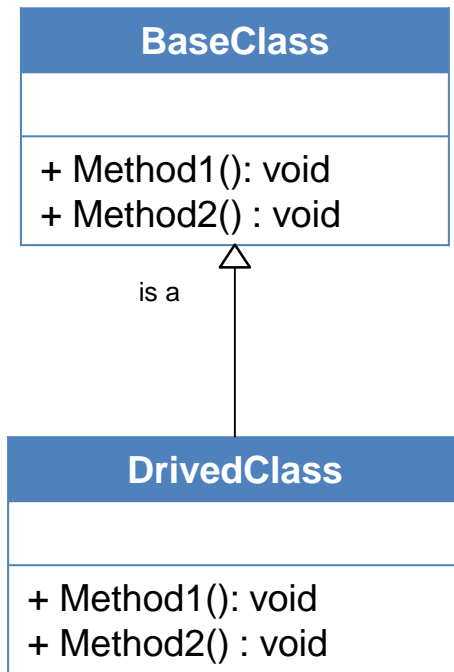 BaseClass
+ Method1(): void
+ Method2() : void
is a
DrivedClass
+ Method1(): void
+ Method2() : void